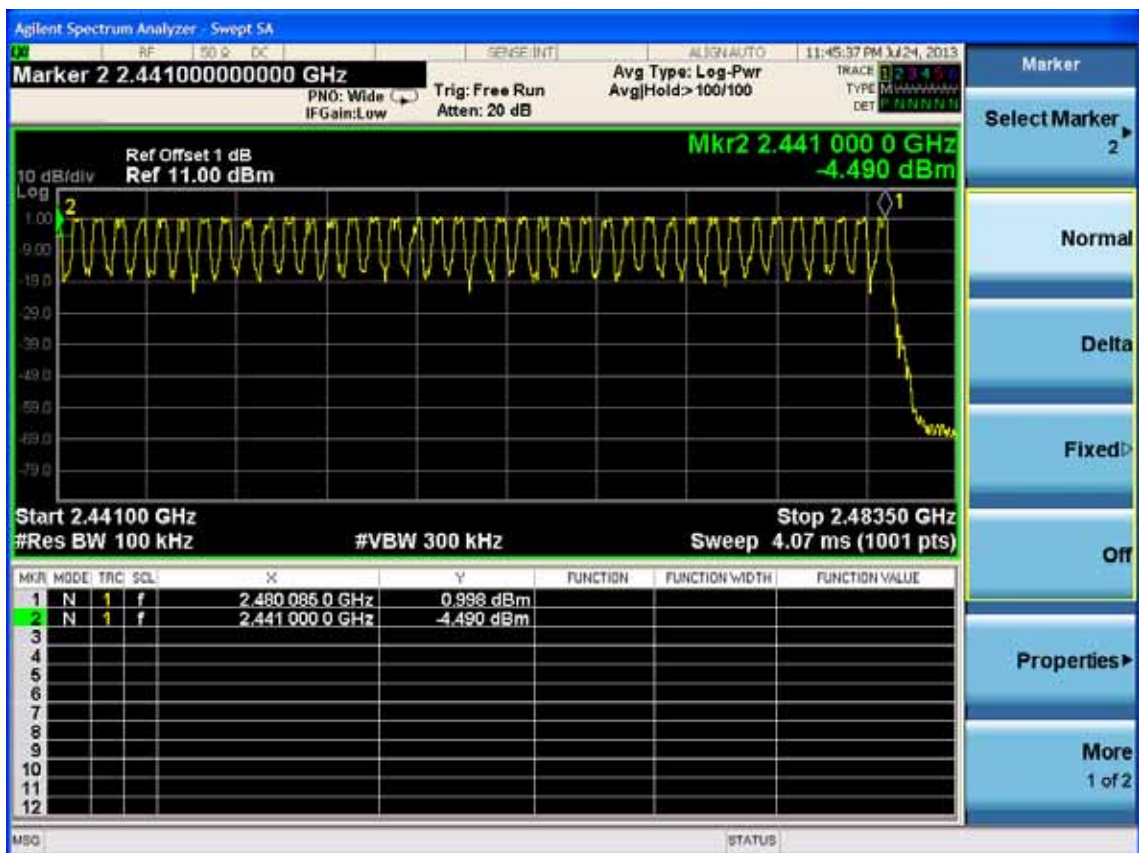 Agilent Spectrum Analyzer - Swept SA
RF 50 Ω DC SENSE:INT ALIGN AUTO 11:45:37 PM Jul 24, 2013
Marker 2 2.441000000000 GHz
PNO: Wide
IFGain:Low
Trig: Free Run
Atten: 20 dB
Avg Type: Log-Pwr
Avg|Hold:> 100/100
TRACE 1 2 3 4 5 6
TYPE M
DET P N N N N N
Mkr2 2.441 000 0 GHz
-4.490 dBm
Ref Offset 1 dB
10 dB/div Ref 11.00 dBm
Log
1.00
-9.00
-19.0
-29.0
-39.0
-49.0
-59.0
-69.0
-79.0
2
1
Start 2.44100 GHz Stop 2.48350 GHz
#Res BW 100 kHz #VBW 300 kHz Sweep 4.07 ms (1001 pts)
MKR MODE TRC SCL X Y FUNCTION FUNCTION WIDTH FUNCTION VALUE
1 N 1 f 2.480 085 0 GHz 0.998 dBm
2 N 1 f 2.441 000 0 GHz -4.490 dBm
3
4
5
6
7
8
9
10
11
12
MSG STATUS
Marker
Select Marker
2
Normal
Delta
Fixed
Off
Properties
More
1 of 2